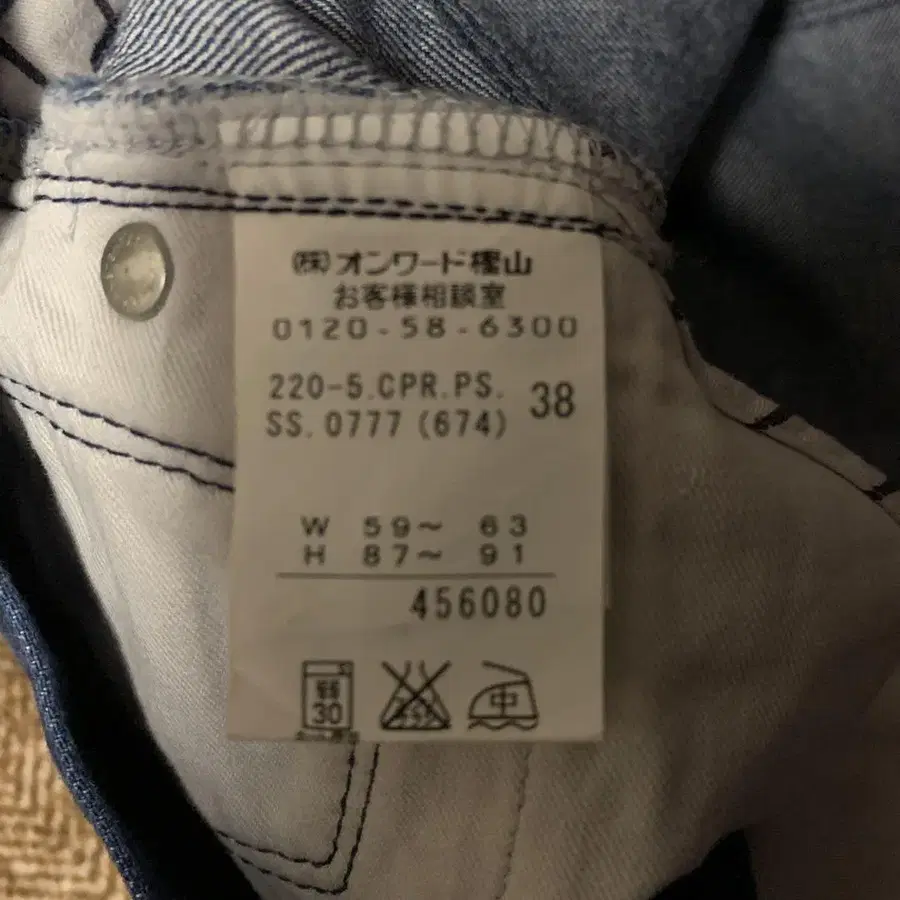 (株)オンワード樫山
お客様相談室
0120-58-6300
220-5.CPR.PS.
38
SS.0777(674)
W 59~ 63
H 87~ 91
456080
30
中